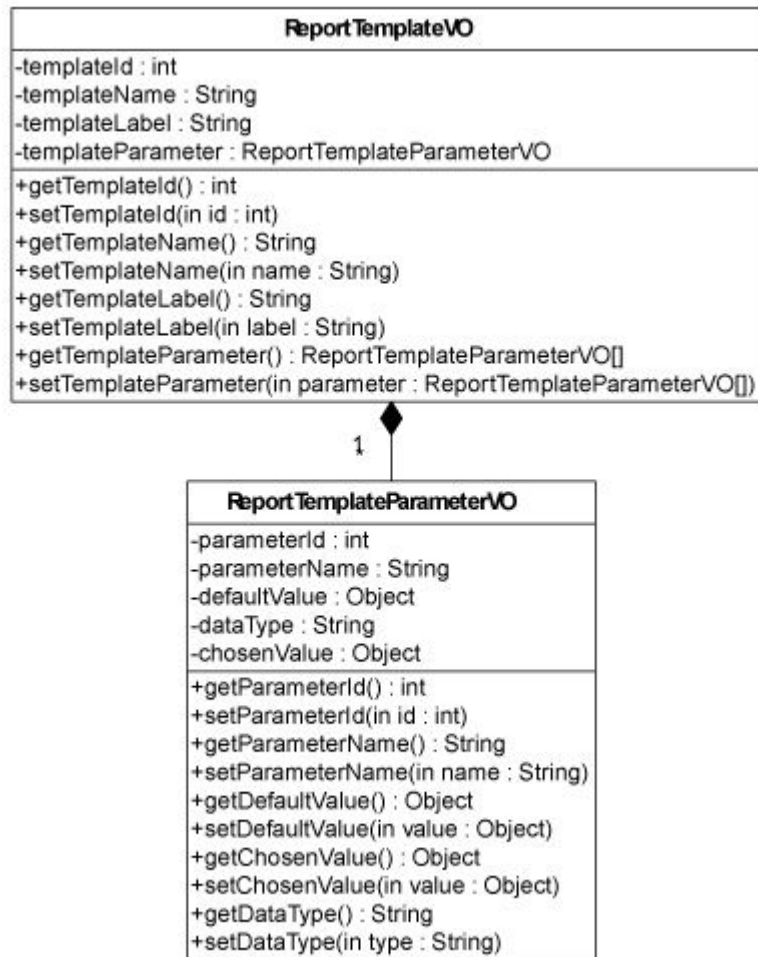 ReportTemplateVO
-templateId : int
-templateName : String
-templateLabel : String
-templateParameter : ReportTemplateParameterVO
+getTemplateId() : int
+setTemplateId(in id : int)
+getTemplateName() : String
+setTemplateName(in name : String)
+getTemplateLabel() : String
+setTemplateLabel(in label : String)
+getTemplateParameter() : ReportTemplateParameterVO[]
+setTemplateParameter(in parameter : ReportTemplateParameterVO[])
1
ReportTemplateParameterVO
-parameterId : int
-parameterName : String
-defaultValue : Object
-dataType : String
-chosenValue : Object
+getParameterId() : int
+setParameterId(in id : int)
+getParameterName() : String
+setParameterName(in name : String)
+getDefaultValue() : Object
+setDefaultValue(in value : Object)
+getChosenValue() : Object
+setChosenValue(in value : Object)
+getDataType() : String
+setDataType(in type : String)